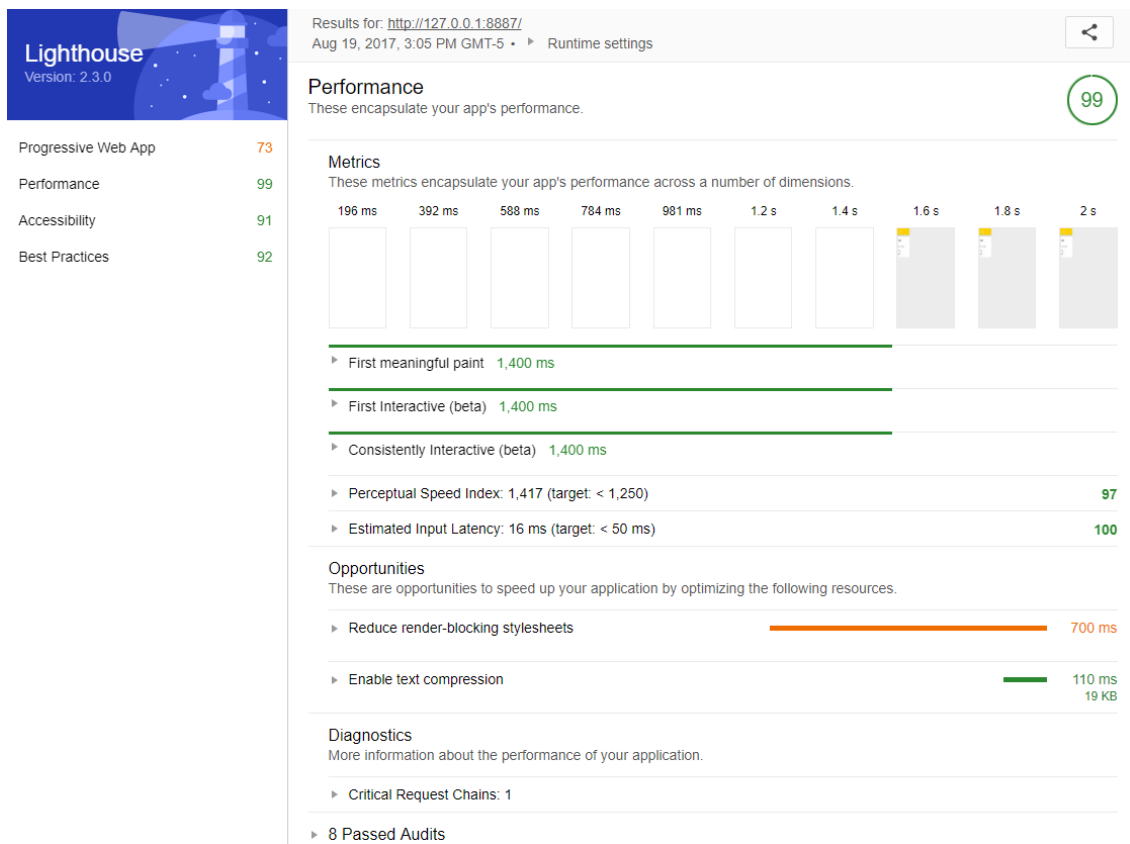 Lighthouse
Version: 2.3.0
Progressive Web App 73
Performance 99
Accessibility 91
Best Practices 92
Results for: http://127.0.0.1:8887/
Aug 19, 2017, 3:05 PM GMT-5 • Runtime settings
Performance
These encapsulate your app's performance.
99
Metrics
These metrics encapsulate your app's performance across a number of dimensions.
196 ms 392 ms 588 ms 784 ms 981 ms 1.2 s 1.4 s 1.6 s 1.8 s 2 s
First meaningful paint 1,400 ms
First Interactive (beta) 1,400 ms
Consistently Interactive (beta) 1,400 ms
Perceptual Speed Index: 1,417 (target: < 1,250) 97
Estimated Input Latency: 16 ms (target: < 50 ms) 100
Opportunities
These are opportunities to speed up your application by optimizing the following resources.
Reduce render-blocking stylesheets 700 ms
Enable text compression 110 ms
19 KB
Diagnostics
More information about the performance of your application.
Critical Request Chains: 1
8 Passed Audits